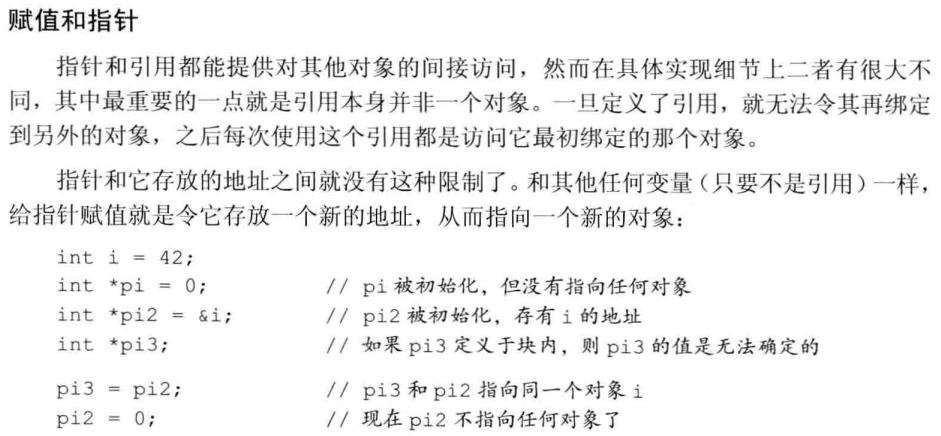 赋值和指针
指针和引用都能提供对其他对象的间接访问，然而在具体实现细节上二者有很大不
同，其中最重要的一点就是引用本身并非一个对象。一旦定义了引用，就无法令其再绑定
到另外的对象，之后每次使用这个引用都是访问它最初绑定的那个对象。
指针和它存放的地址之间就没有这种限制了。和其他任何变量（只要不是引用）一样，
给指针赋值就是令它存放一个新的地址，从而指向一个新的对象：
int i = 42;
int *pi = 0; // pi 被初始化，但没有指向任何对象
int *pi2 = &i; // pi2 被初始化，存有 i 的地址
int *pi3; // 如果 pi3 定义于块内，则 pi3 的值是无法确定的
pi3 = pi2; // pi3 和 pi2 指向同一个对象 i
pi2 = 0; // 现在 pi2 不指向任何对象了